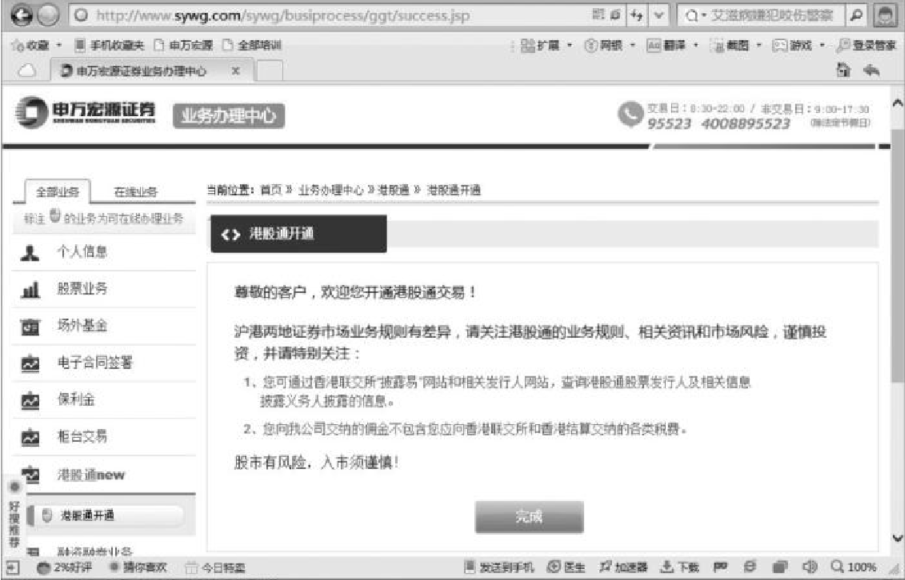 http://www.sywg.com/sywg/busiprocess/ggt/success.jsp
艾滋病嫌犯咬伤警察
收藏 手机收藏夹 申万宏源 全部培训
扩展 网银 翻译 截图 游戏 登录管家
申万宏源证券业务办理中心 x
申万宏源证券
业务办理中心
交易日：8:30-22:00 / 非交易日：9:00-17:30
95523 4008895523 (除法定节假日)
全部业务 在线业务
标注 的业务为可在线办理业务
个人信息
股票业务
场外基金
电子合同签署
保利金
柜台交易
港股通new
港股通开通
融资融券业务
好搜推荐
当前位置：首页 » 业务办理中心 » 港股通 » 港股通开通
港股通开通
尊敬的客户，欢迎您开通港股通交易！
沪港两地证券市场业务规则有差异，请关注港股通的业务规则、相关资讯和市场风险，谨慎投
资，并请特别关注：
1、您可通过香港联交所“披露易”网站和相关发行人网站，查询港股通股票发行人及相关信息
披露义务人披露的信息。
2、您向我公司交纳的佣金不包含您应向香港联交所和香港结算交纳的各类税费。
股市有风险，入市须谨慎！
完成
2%好评 猜你喜欢 今日特卖
发送到手机 医生 加速器 下载 100%